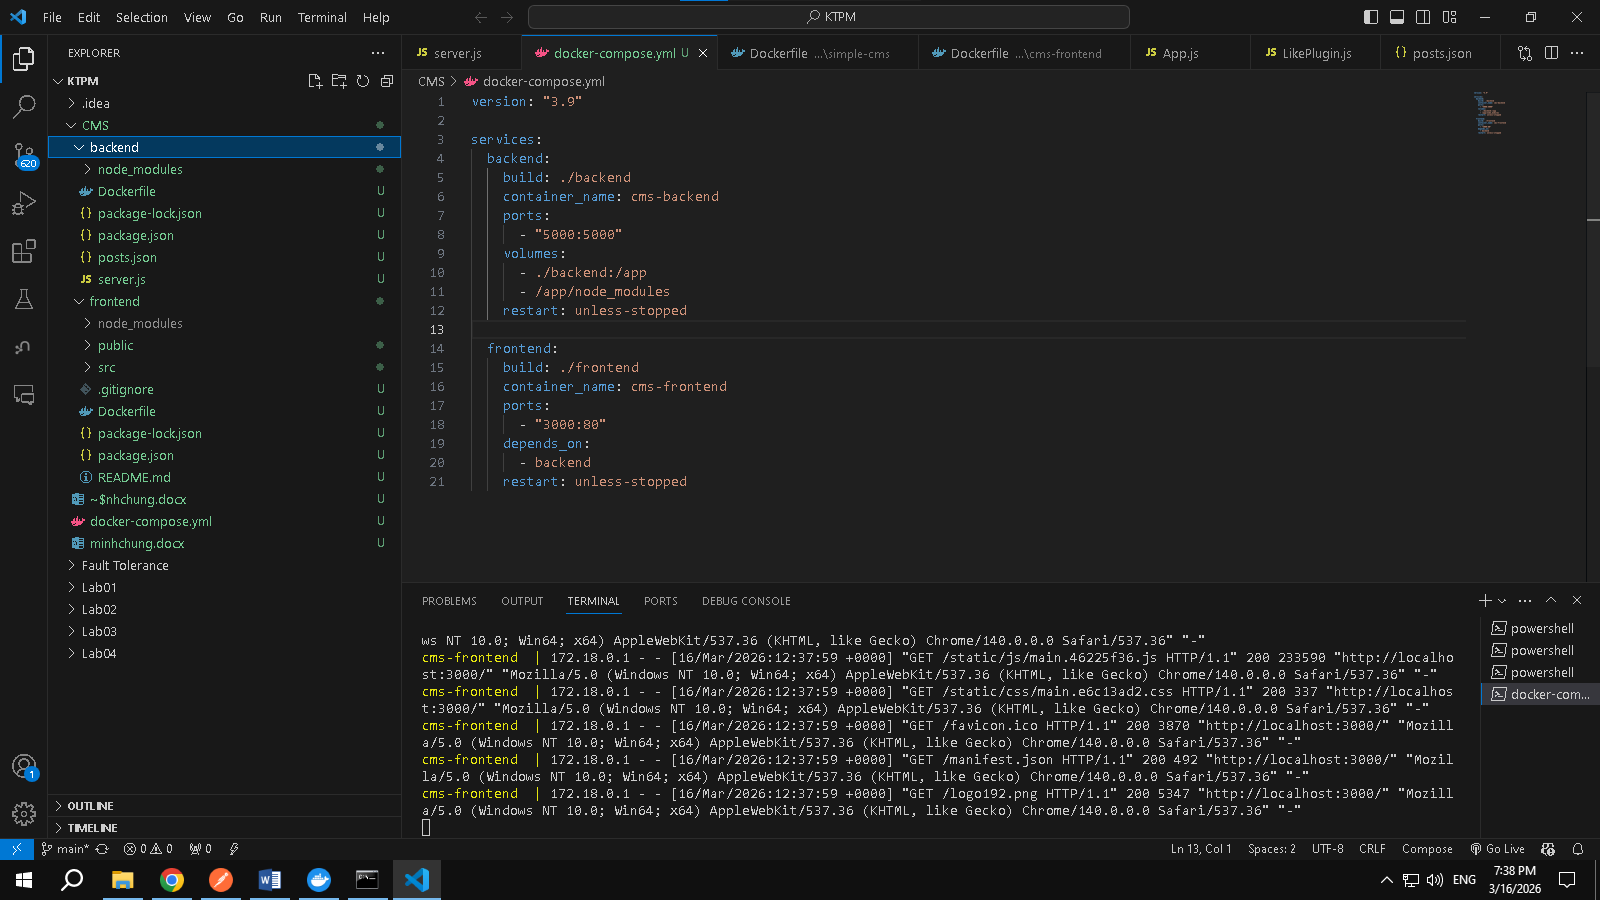 File Edit Selection View Go Run Terminal Help
KTPM
EXPLORER
KTPM
.idea
CMS
backend
node_modules
Dockerfile U
package-lock.json U
package.json U
posts.json U
server.js U
frontend
node_modules
public
src
.gitignore U
Dockerfile U
package-lock.json U
package.json U
README.md U
~$nhchung.docx U
docker-compose.yml U
minhchung.docx U
Fault Tolerance
Lab01
Lab02
Lab03
Lab04
OUTLINE
TIMELINE
620
1
JS server.js
docker-compose.yml U
Dockerfile ...\simple-cms
Dockerfile ...\cms-frontend
JS App.js
JS LikePlugin.js
{} posts.json
CMS > docker-compose.yml
1 version: "3.9"
2
3 services:
4 backend:
5 build: ./backend
6 container_name: cms-backend
7 ports:
8 - "5000:5000"
9 volumes:
10 - ./backend:/app
11 - /app/node_modules
12 restart: unless-stopped
13
14 frontend:
15 build: ./frontend
16 container_name: cms-frontend
17 ports:
18 - "3000:80"
19 depends_on:
20 - backend
21 restart: unless-stopped
PROBLEMS OUTPUT TERMINAL PORTS DEBUG CONSOLE
ws NT 10.0; Win64; x64) AppleWebKit/537.36 (KHTML, like Gecko) Chrome/140.0.0.0 Safari/537.36" "-"
cms-frontend | 172.18.0.1 - - [16/Mar/2026:12:37:59 +0000] "GET /static/js/main.46225f36.js HTTP/1.1" 200 233590 "http://localho
st:3000/" "Mozilla/5.0 (Windows NT 10.0; Win64; x64) AppleWebKit/537.36 (KHTML, like Gecko) Chrome/140.0.0.0 Safari/537.36" "-"
cms-frontend | 172.18.0.1 - - [16/Mar/2026:12:37:59 +0000] "GET /static/css/main.e6c13ad2.css HTTP/1.1" 200 337 "http://localhos
t:3000/" "Mozilla/5.0 (Windows NT 10.0; Win64; x64) AppleWebKit/537.36 (KHTML, like Gecko) Chrome/140.0.0.0 Safari/537.36" "-"
cms-frontend | 172.18.0.1 - - [16/Mar/2026:12:37:59 +0000] "GET /favicon.ico HTTP/1.1" 200 3870 "http://localhost:3000/" "Mozill
a/5.0 (Windows NT 10.0; Win64; x64) AppleWebKit/537.36 (KHTML, like Gecko) Chrome/140.0.0.0 Safari/537.36" "-"
cms-frontend | 172.18.0.1 - - [16/Mar/2026:12:37:59 +0000] "GET /manifest.json HTTP/1.1" 200 492 "http://localhost:3000/" "Mozi
lla/5.0 (Windows NT 10.0; Win64; x64) AppleWebKit/537.36 (KHTML, like Gecko) Chrome/140.0.0.0 Safari/537.36" "-"
cms-frontend | 172.18.0.1 - - [16/Mar/2026:12:37:59 +0000] "GET /logo192.png HTTP/1.1" 200 5347 "http://localhost:3000/" "Mozill
a/5.0 (Windows NT 10.0; Win64; x64) AppleWebKit/537.36 (KHTML, like Gecko) Chrome/140.0.0.0 Safari/537.36" "-"
powershell
powershell
powershell
docker-com...
main* 0 0 0 Ln 13, Col 1 Spaces: 2 UTF-8 CRLF Compose Go Live
ENG
7:38 PM
3/16/2026